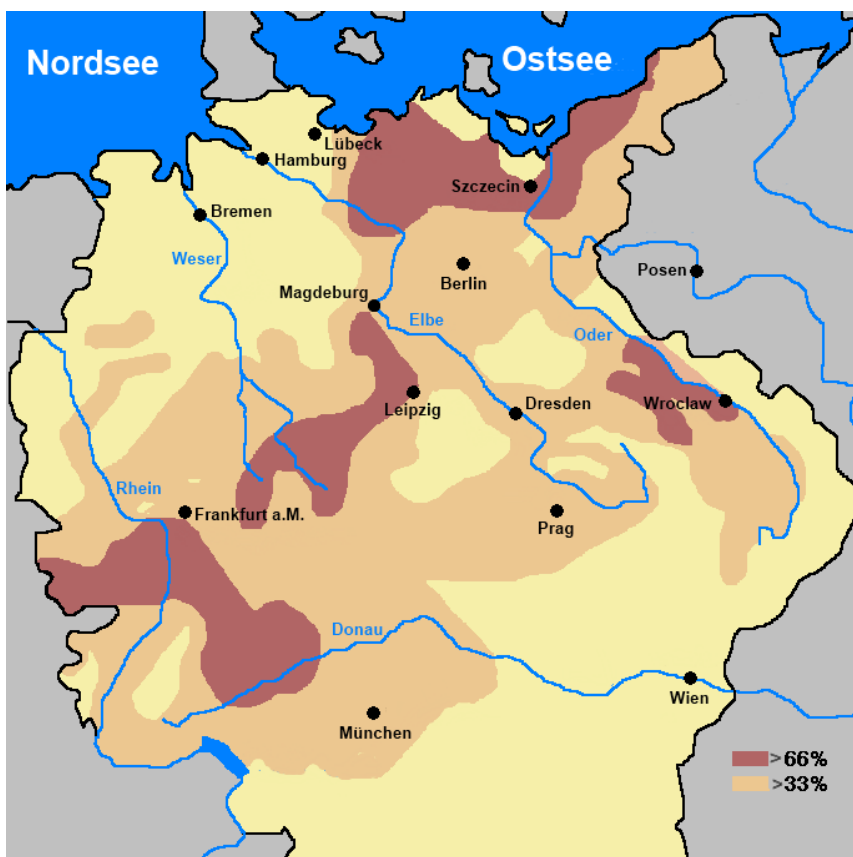 Nordsee
Ostsee
Lübeck
Hamburg
Szczecin
Bremen
Weser
Posen
Berlin
Magdeburg
Elbe
Oder
Leipzig
Dresden
Wroclaw
Rhein
Frankfurt a.M.
Prag
Donau
Wien
München
>66%
>33%